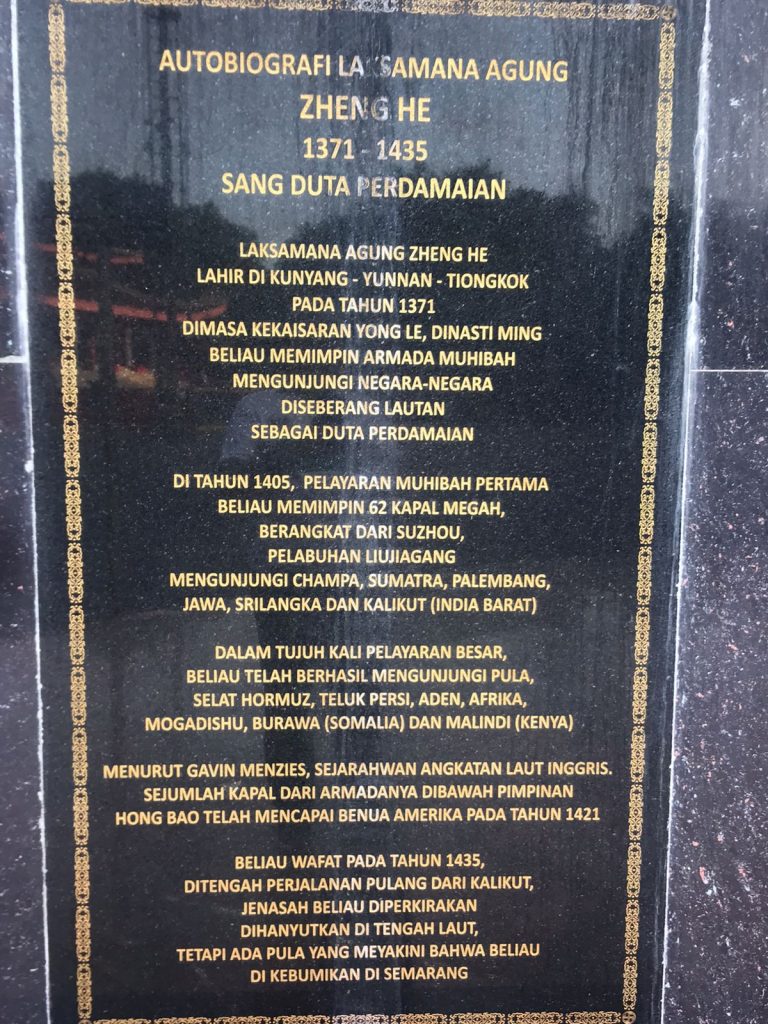 AUTOBIOGRAFI LAKSAMANA AGUNG
ZHENG HE
1371 - 1435
SANG DUTA PERDAMAIAN
LAKSAMANA AGUNG ZHENG HE
LAHIR DI KUNYANG - YUNNAN - TIONGKOK
PADA TAHUN 1371
DIMASA KEKAISARAN YONG LE, DINASTI MING
BELIAU MEMIMPIN ARMADA MUHIBAH
MENGUNJUNGI NEGARA-NEGARA
DISEBERANG LAUTAN
SEBAGAI DUTA PERDAMAIAN
DI TAHUN 1405, PELAYARAN MUHIBAH PERTAMA
BELIAU MEMIMPIN 62 KAPAL MEGAH,
BERANGKAT DARI SUZHOU,
PELABUHAN LIUJIAGANG
MENGUNJUNGI CHAMPA, SUMATRA, PALEMBANG,
JAWA, SRILANGKA DAN KALIKUT (INDIA BARAT)
DALAM TUJUH KALI PELAYARAN BESAR,
BELIAU TELAH BERHASIL MENGUNJUNGI PULA,
SELAT HORMUZ, TELUK PERSI, ADEN, AFRIKA,
MOGADISHU, BURAWA (SOMALIA) DAN MALINDI (KENYA)
MENURUT GAVIN MENZIES, SEJARAHWAN ANGKATAN LAUT INGGRIS.
SEJUMLAH KAPAL DARI ARMADANYA DIBAWAH PIMPINAN
HONG BAO TELAH MENCAPAI BENUA AMERIKA PADA TAHUN 1421
BELIAU WAFAT PADA TAHUN 1435,
DITENGAH PERJALANAN PULANG DARI KALIKUT,
JENASAH BELIAU DIPERKIRAKAN
DIHANYUTKAN DI TENGAH LAUT,
TETAPI ADA PULA YANG MEYAKINI BAHWA BELIAU
DI KEBUMIKAN DI SEMARANG